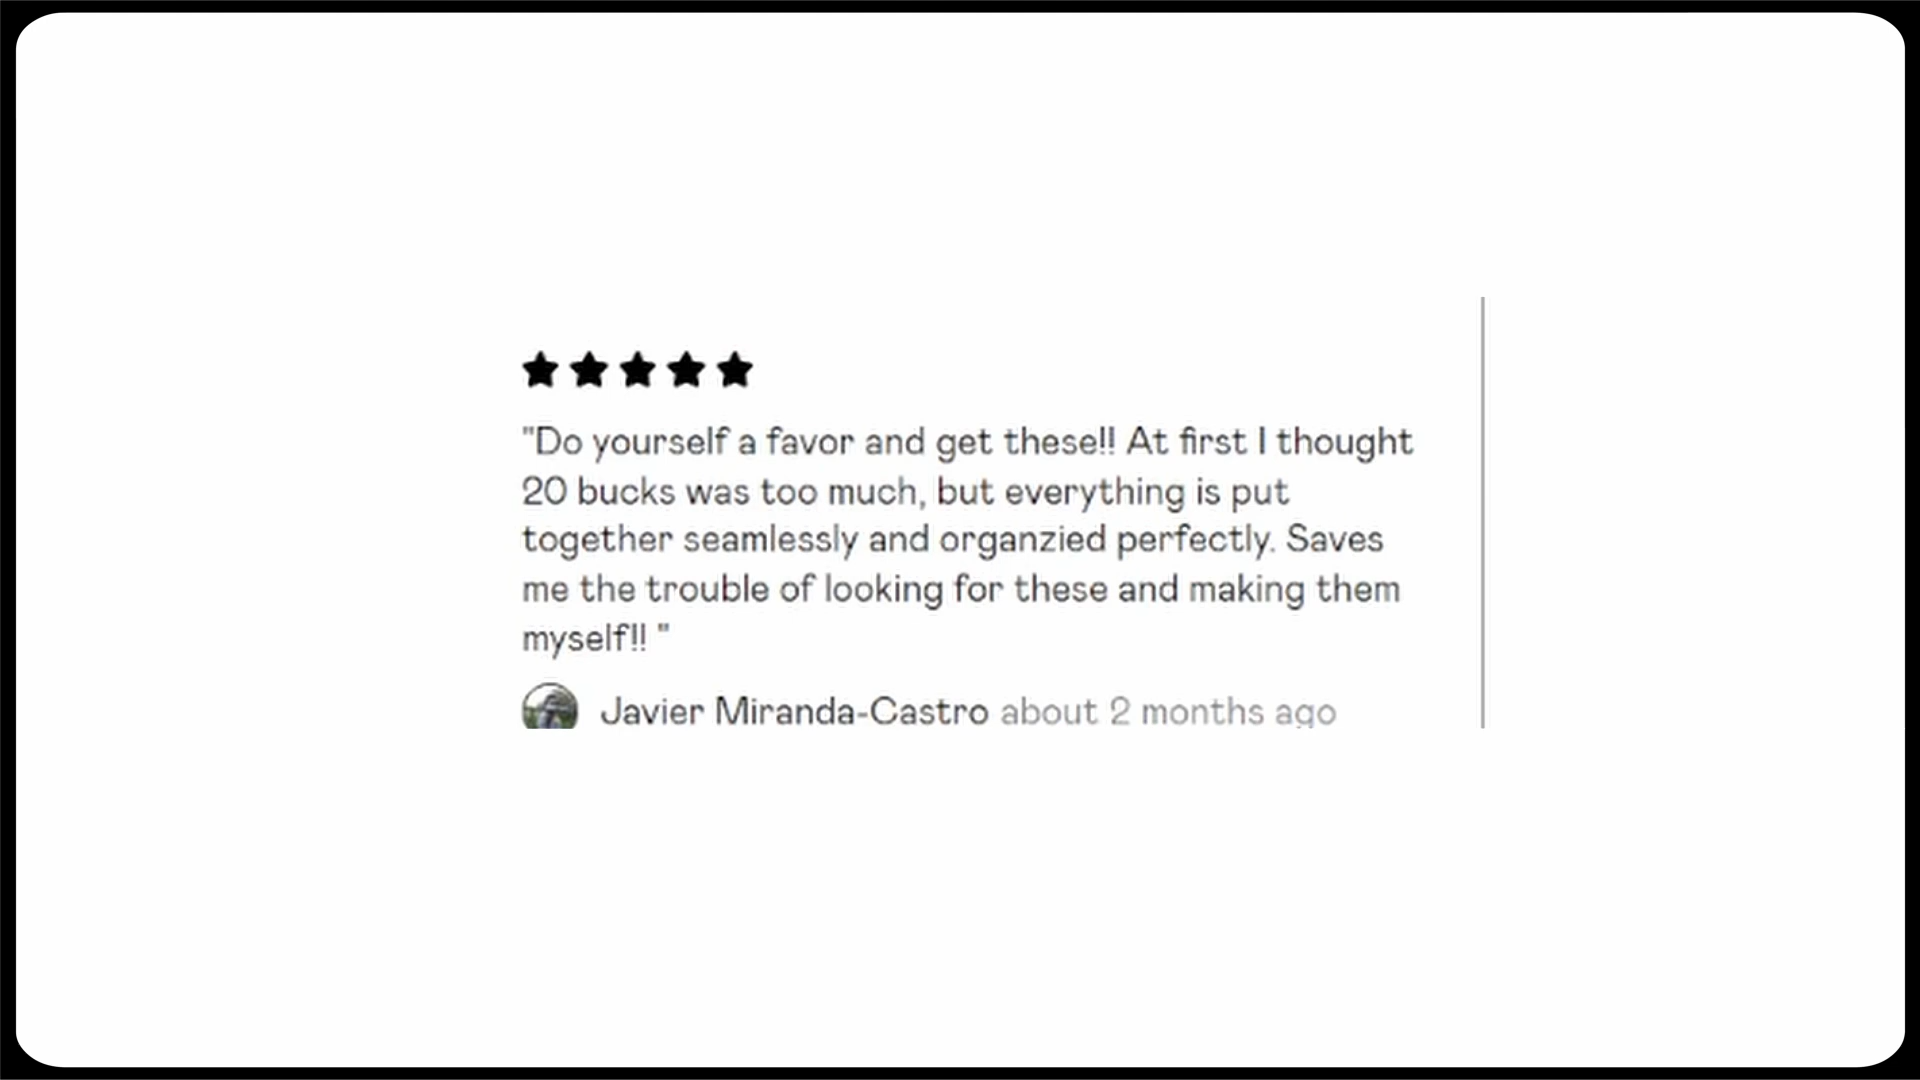 "Do yourself a favor and get these!! At first I thought
20 bucks was too much, but everything is put
together seamlessly and organzied perfectly. Saves
me the trouble of looking for these and making them
myself!! "
Javier Miranda-Castro about 2 months ago